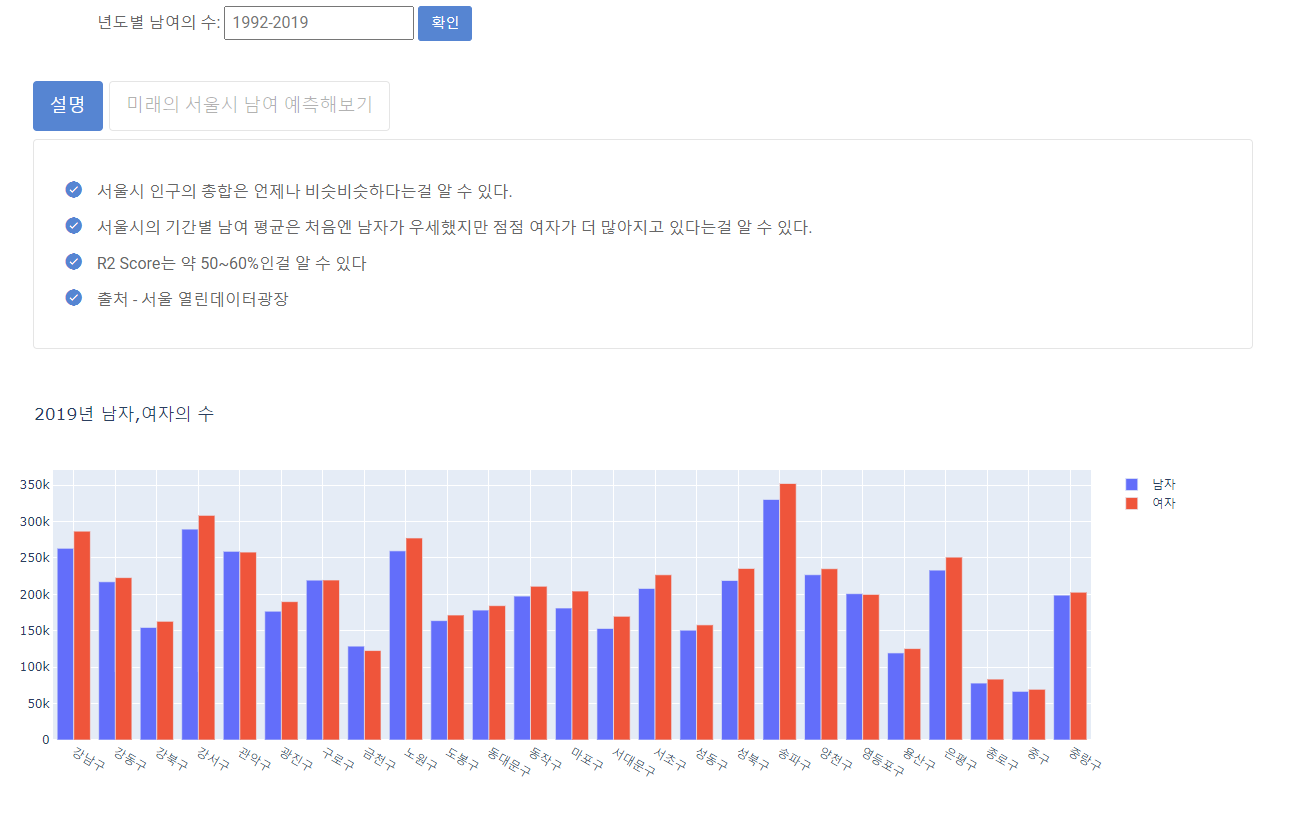 년도별 남여의 수: 1992-2019 확인
설명 미래의 서울시 남여 예측해보기
서울시 인구의 종합은 언제나 비슷비슷하다는걸 알 수 있다.
서울시의 기간별 남여 평균은 처음엔 남자가 우세했지만 점점 여자가 더 많아지고 있다는걸 알 수 있다.
R2 Score는 약 50~60%인걸 알 수 있다
출처 - 서울 열린데이터광장
2019년 남자,여자의 수
350k
300k
250k
200k
150k
100k
50k
0
남자
여자
강남구 강동구 강북구 강서구 관악구 광진구 구로구 금천구 노원구 도봉구 동대문구 동작구 마포구 서대문구 서초구 성동구 성북구 송파구 양천구 영등포구 용산구 은평구 종로구 중구 중랑구